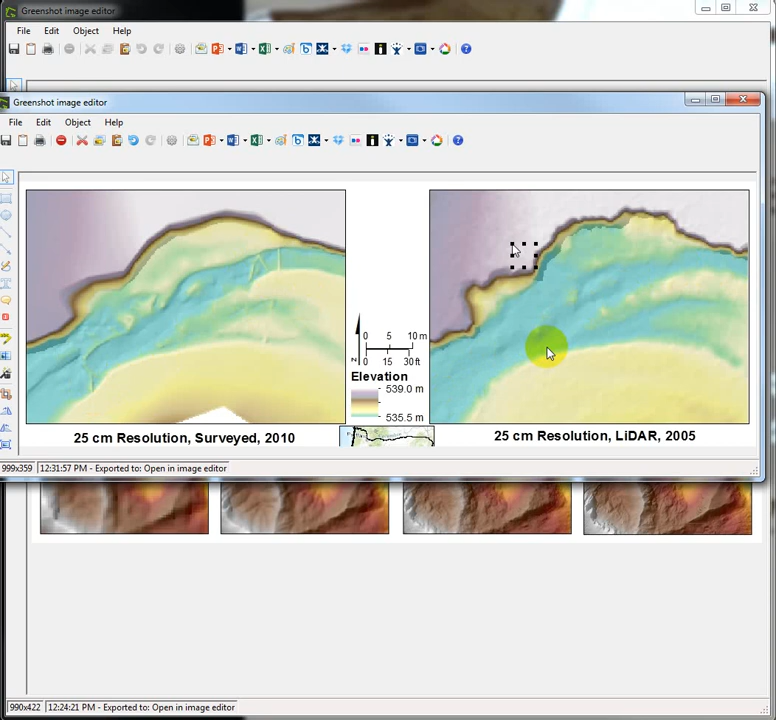 Greenshot image editor
File Edit Object Help
Greenshot image editor
File Edit Object Help
0 5 10 m
N
0 15 30 ft
Elevation
539.0 m
535.5 m
25 cm Resolution, Surveyed, 2010
25 cm Resolution, LiDAR, 2005
999x359 12:31:57 PM - Exported to: Open in image editor
990x422 12:24:21 PM - Exported to: Open in image editor